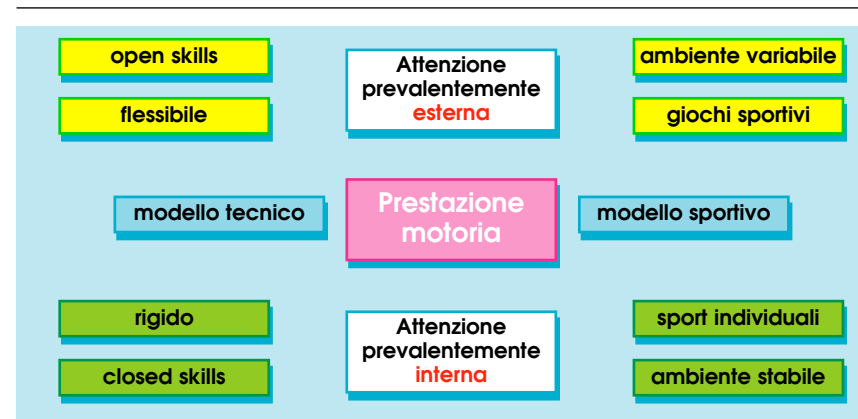 open skills
Attenzione
prevalentemente
esterna
ambiente variabile
flessibile
giochi sportivi
modello tecnico
Prestazione
motoria
modello sportivo
rigido
Attenzione
prevalentemente
interna
sport individuali
closed skills
ambiente stabile